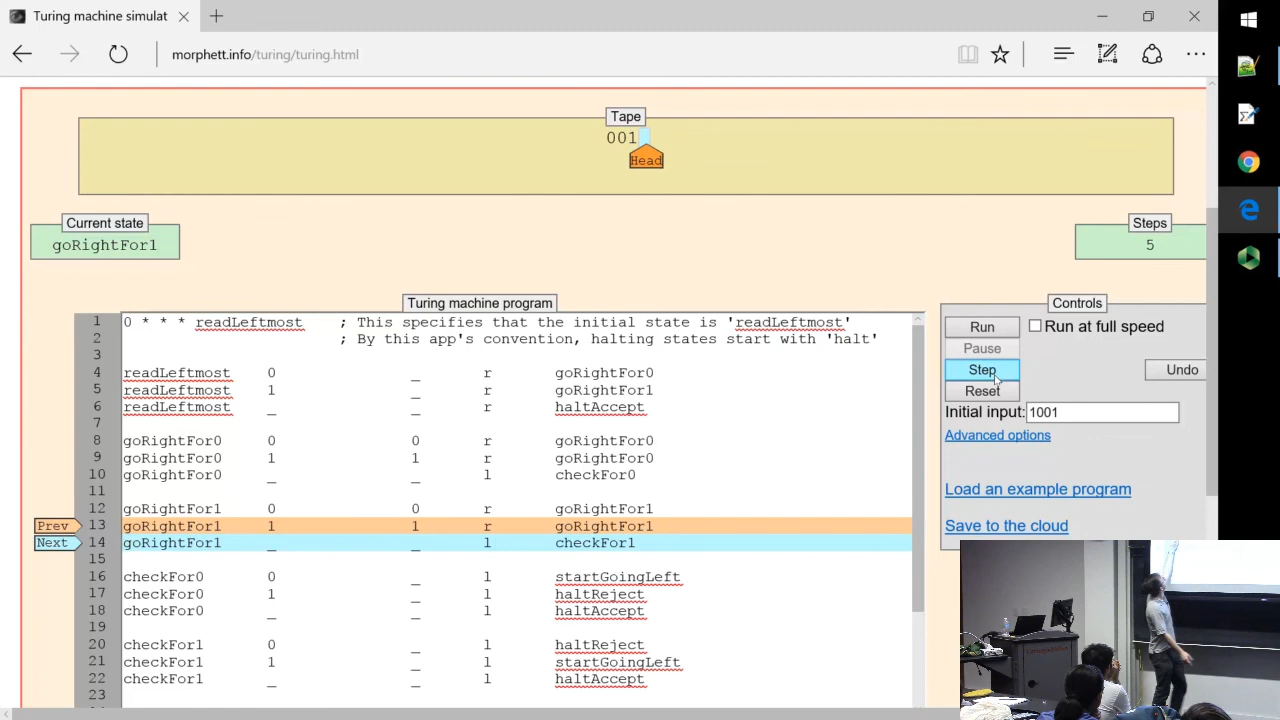 Turing machine simulat
morphett.info/turing/turing.html
Tape
001
Head
Current state
goRightFor1
Steps
5
Turing machine program
Controls
1 0 * * * readLeftmost ; This specifies that the initial state is 'readLeftmost'
2 ; By this app's convention, halting states start with 'halt'
3
4 readLeftmost 0 _ r goRightFor0
5 readLeftmost 1 _ r goRightFor1
6 readLeftmost _ _ r haltAccept
7
8 goRightFor0 0 0 r goRightFor0
9 goRightFor0 1 1 r goRightFor0
10 goRightFor0 _ _ l checkFor0
11
12 goRightFor1 0 0 r goRightFor1
Prev 13 goRightFor1 1 1 r goRightFor1
Next 14 goRightFor1 _ _ l checkFor1
15
16 checkFor0 0 _ l startGoingLeft
17 checkFor0 1 _ l haltReject
18 checkFor0 _ _ l haltAccept
19
20 checkFor1 0 _ l haltReject
21 checkFor1 1 _ l startGoingLeft
22 checkFor1 _ _ l haltAccept
23
Run
Run at full speed
Pause
Step
Undo
Reset
Initial input: 1001
Advanced options
Load an example program
Save to the cloud